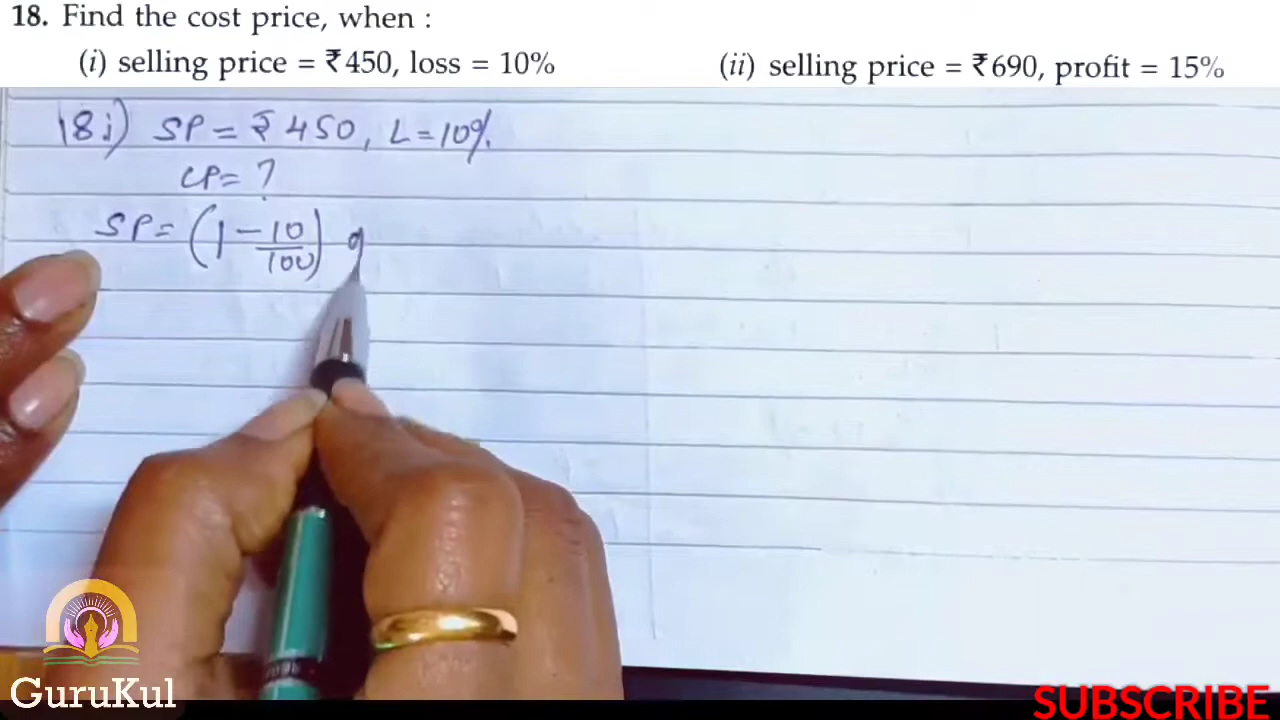 18. Find the cost price, when :
(i) selling price = ₹450, loss = 10%
(ii) selling price = ₹690, profit = 15%
18 i) SP = ₹ 450, L = 10%.
CP = ?
SP = (1 - 10/100)
GuruKul
SUBSCRIBE